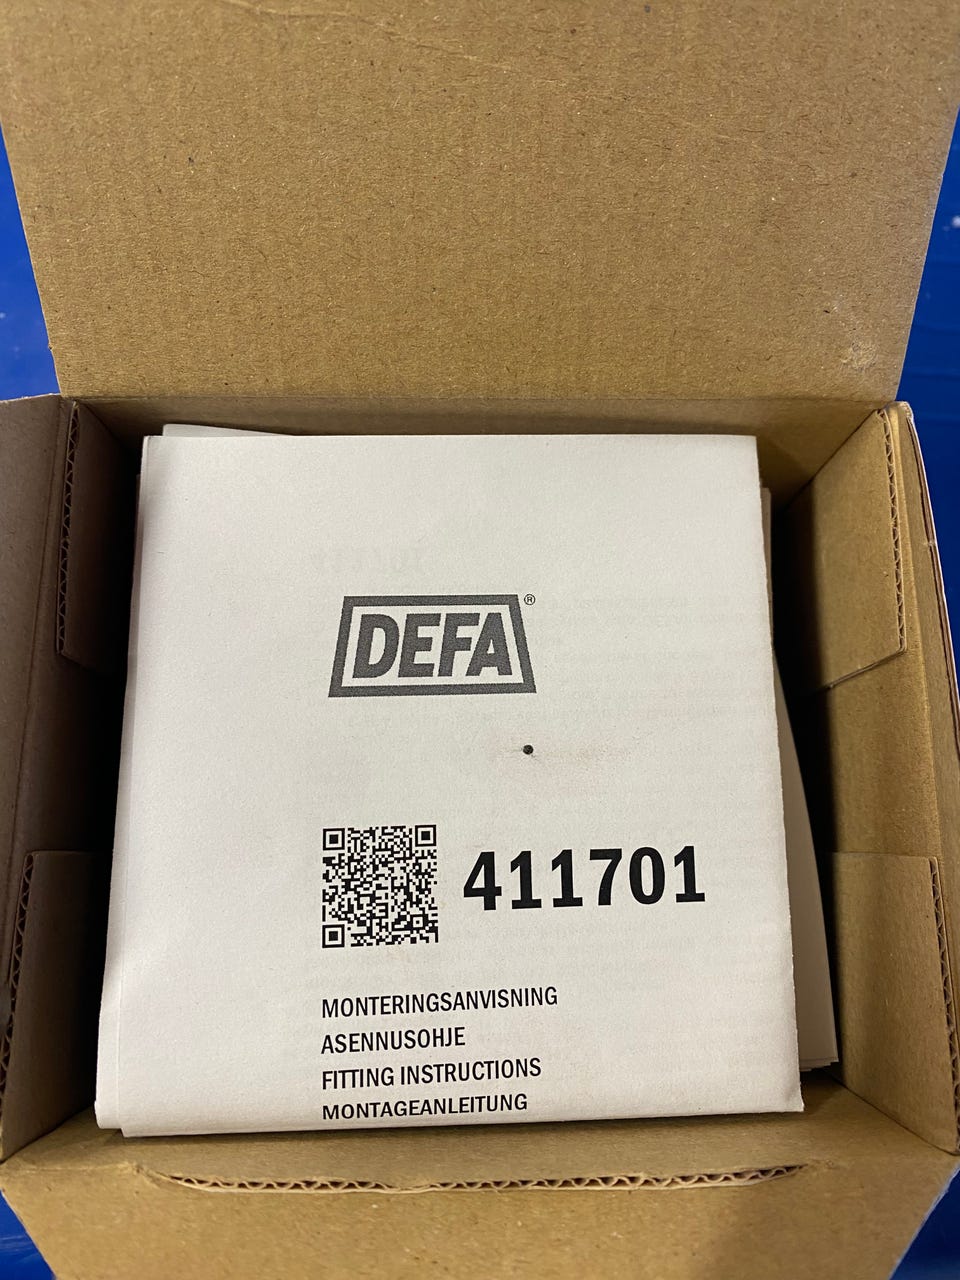 DEFA®
411701
MONTERINGSANVISNING
ASENNUSOHJE
FITTING INSTRUCTIONS
MONTAGEANLEITUNG